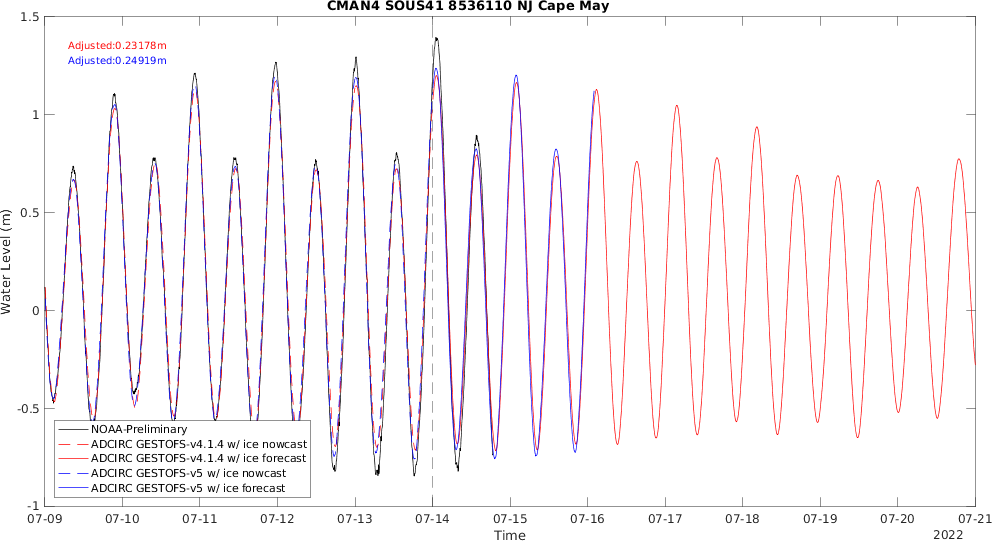 CMAN4 SOUS41 8536110 NJ Cape May
1.5
Adjusted:0.23178m
Adjusted:0.24919m
1
0.5
Water Level (m)
0
-0.5
NOAA-Preliminary
ADCIRC GESTOFS-v4.1.4 w/ ice nowcast
ADCIRC GESTOFS-v4.1.4 w/ ice forecast
ADCIRC GESTOFS-v5 w/ ice nowcast
ADCIRC GESTOFS-v5 w/ ice forecast
-1
07-09 07-10 07-11 07-12 07-13 07-14 07-15 07-16 07-17 07-18 07-19 07-20 07-21
Time
2022